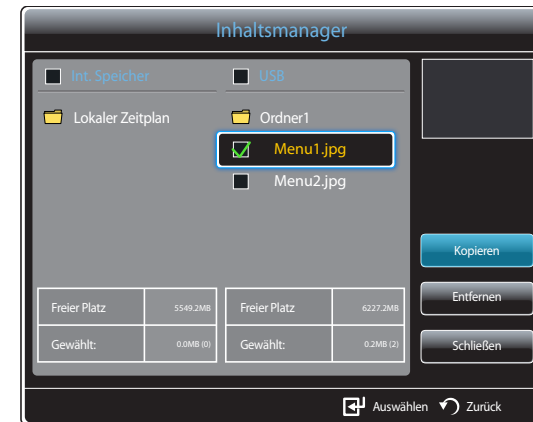 Inhaltsmanager
Int. Speicher
Lokaler Zeitplan
USB
Ordner1
Menu1.jpg
Menu2.jpg
Freier Platz 5549.2MB
Gewählt: 0.0MB (0)
Freier Platz 6227.2MB
Gewählt: 0.2MB (2)
Kopieren
Entfernen
Schließen
Auswählen Zurück